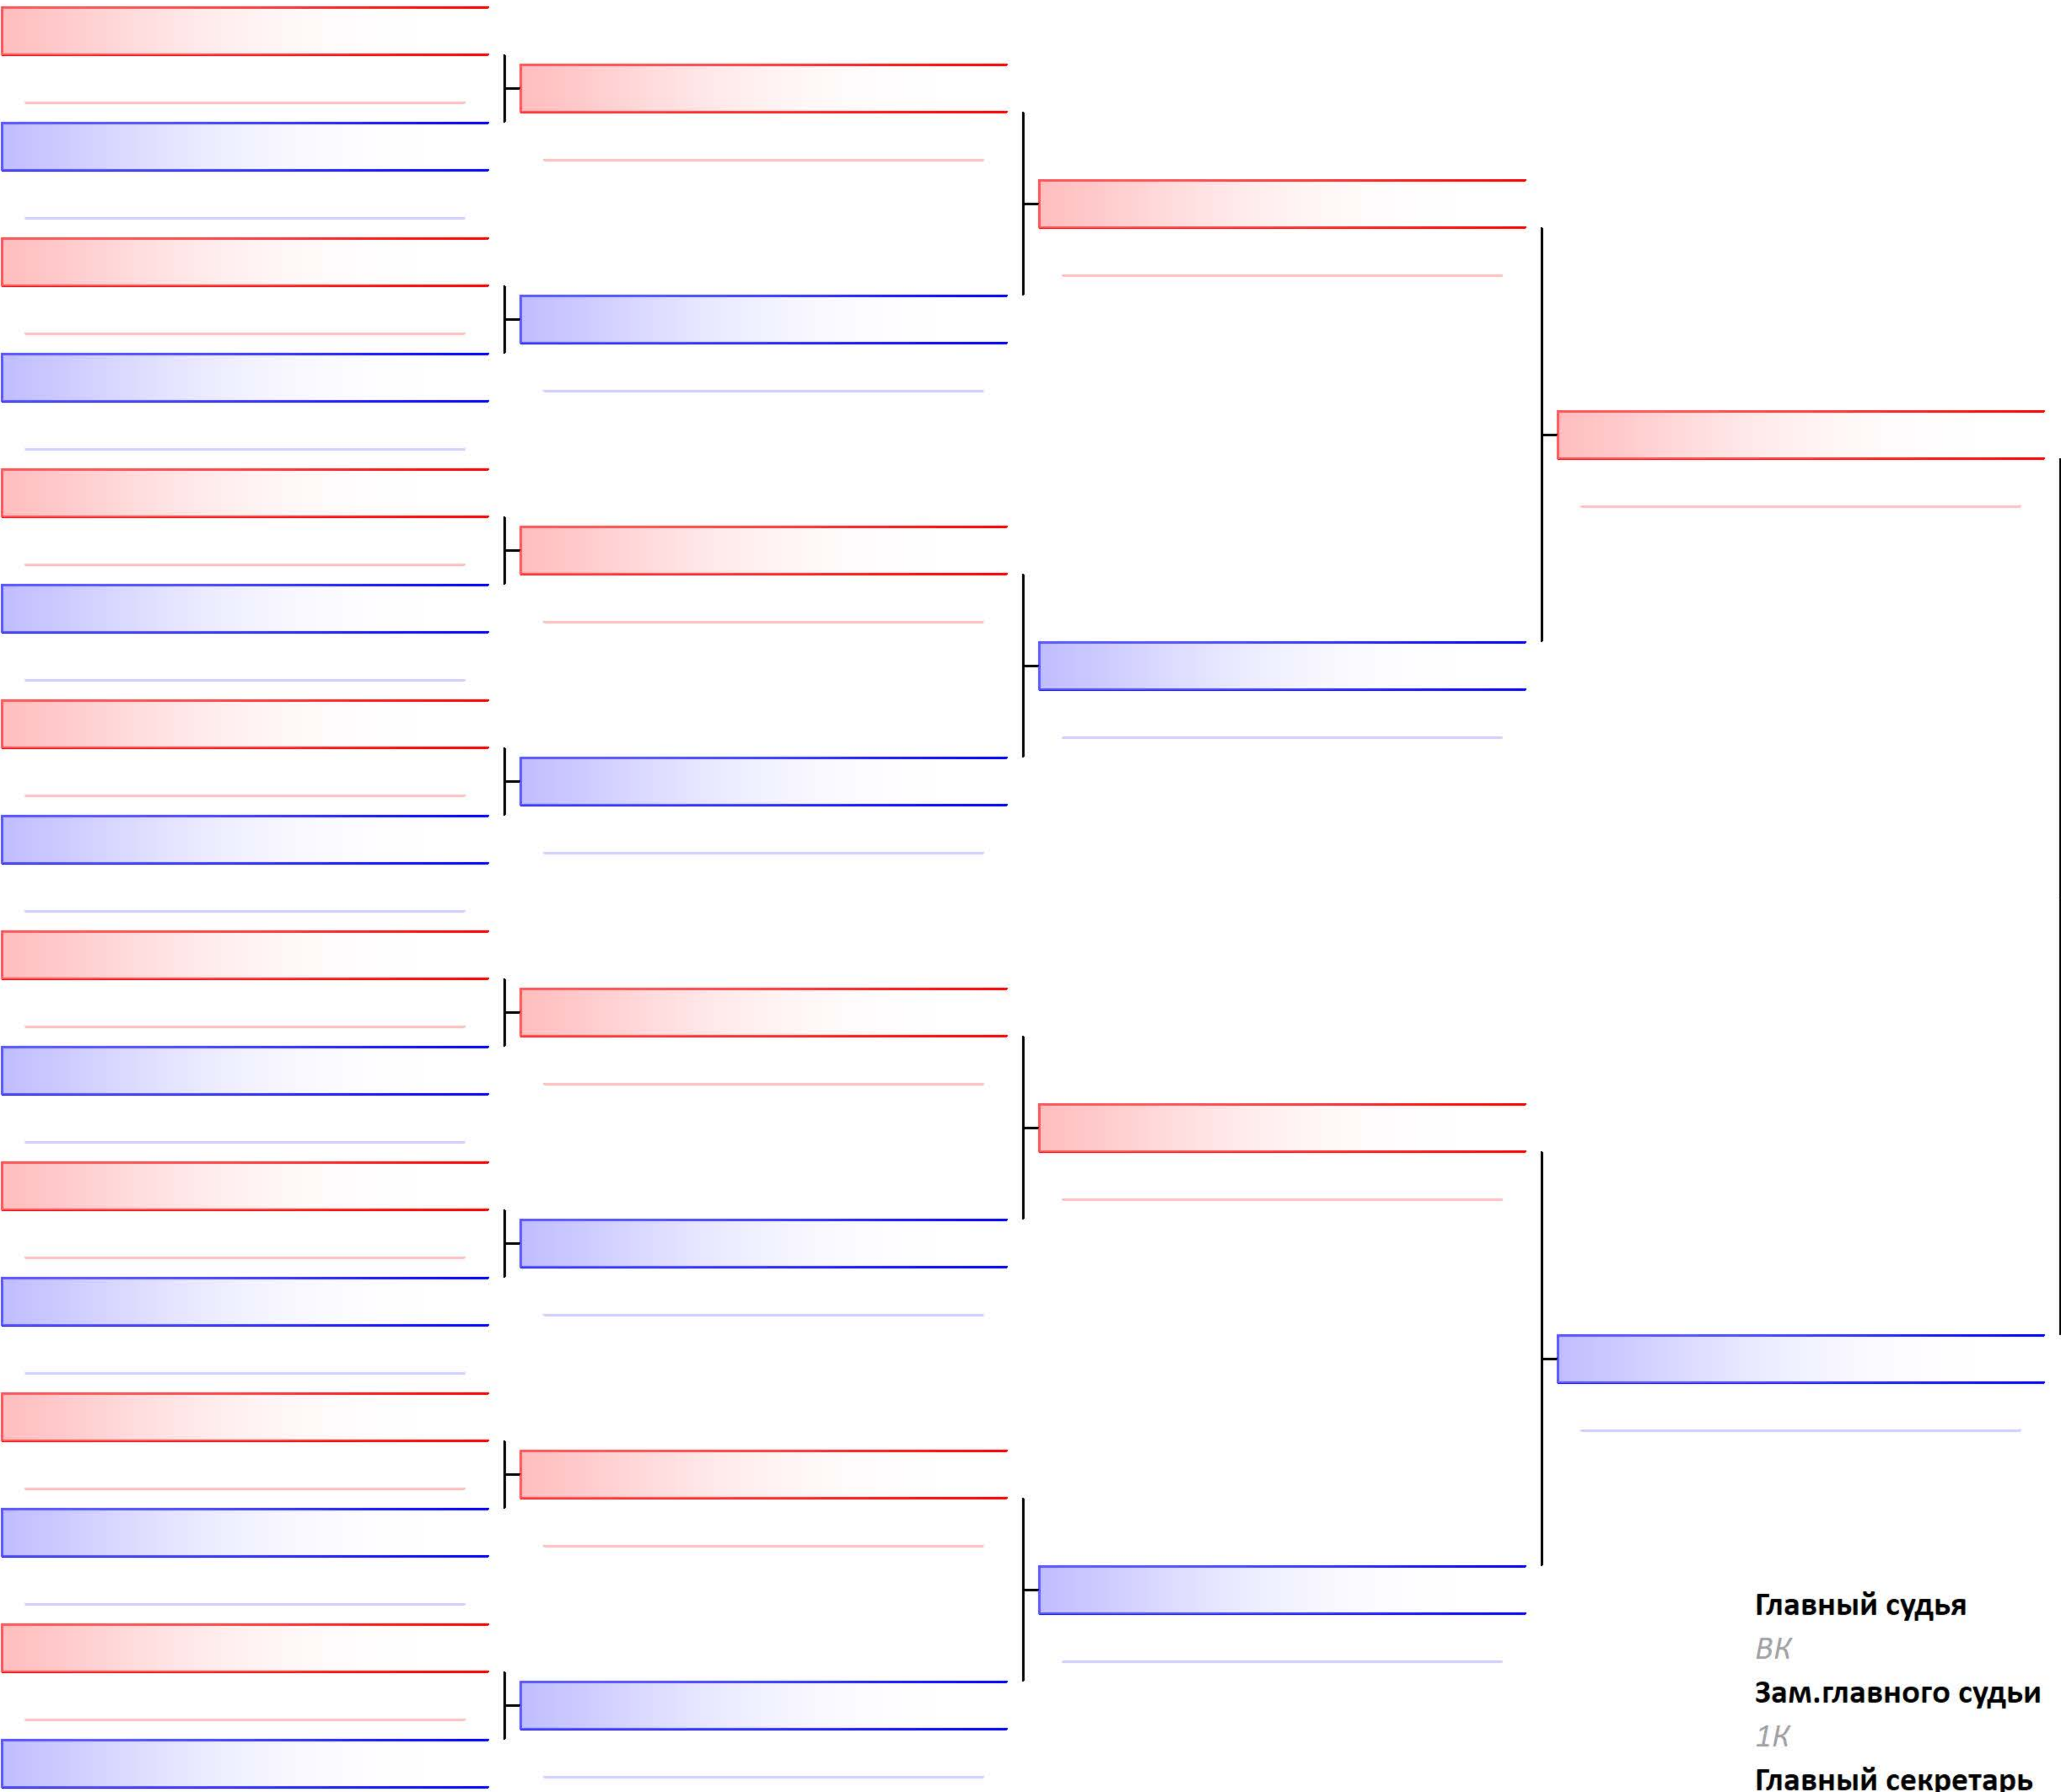 Главный судья
ВК
Зам.главного судьи
1К
Главный секретарь